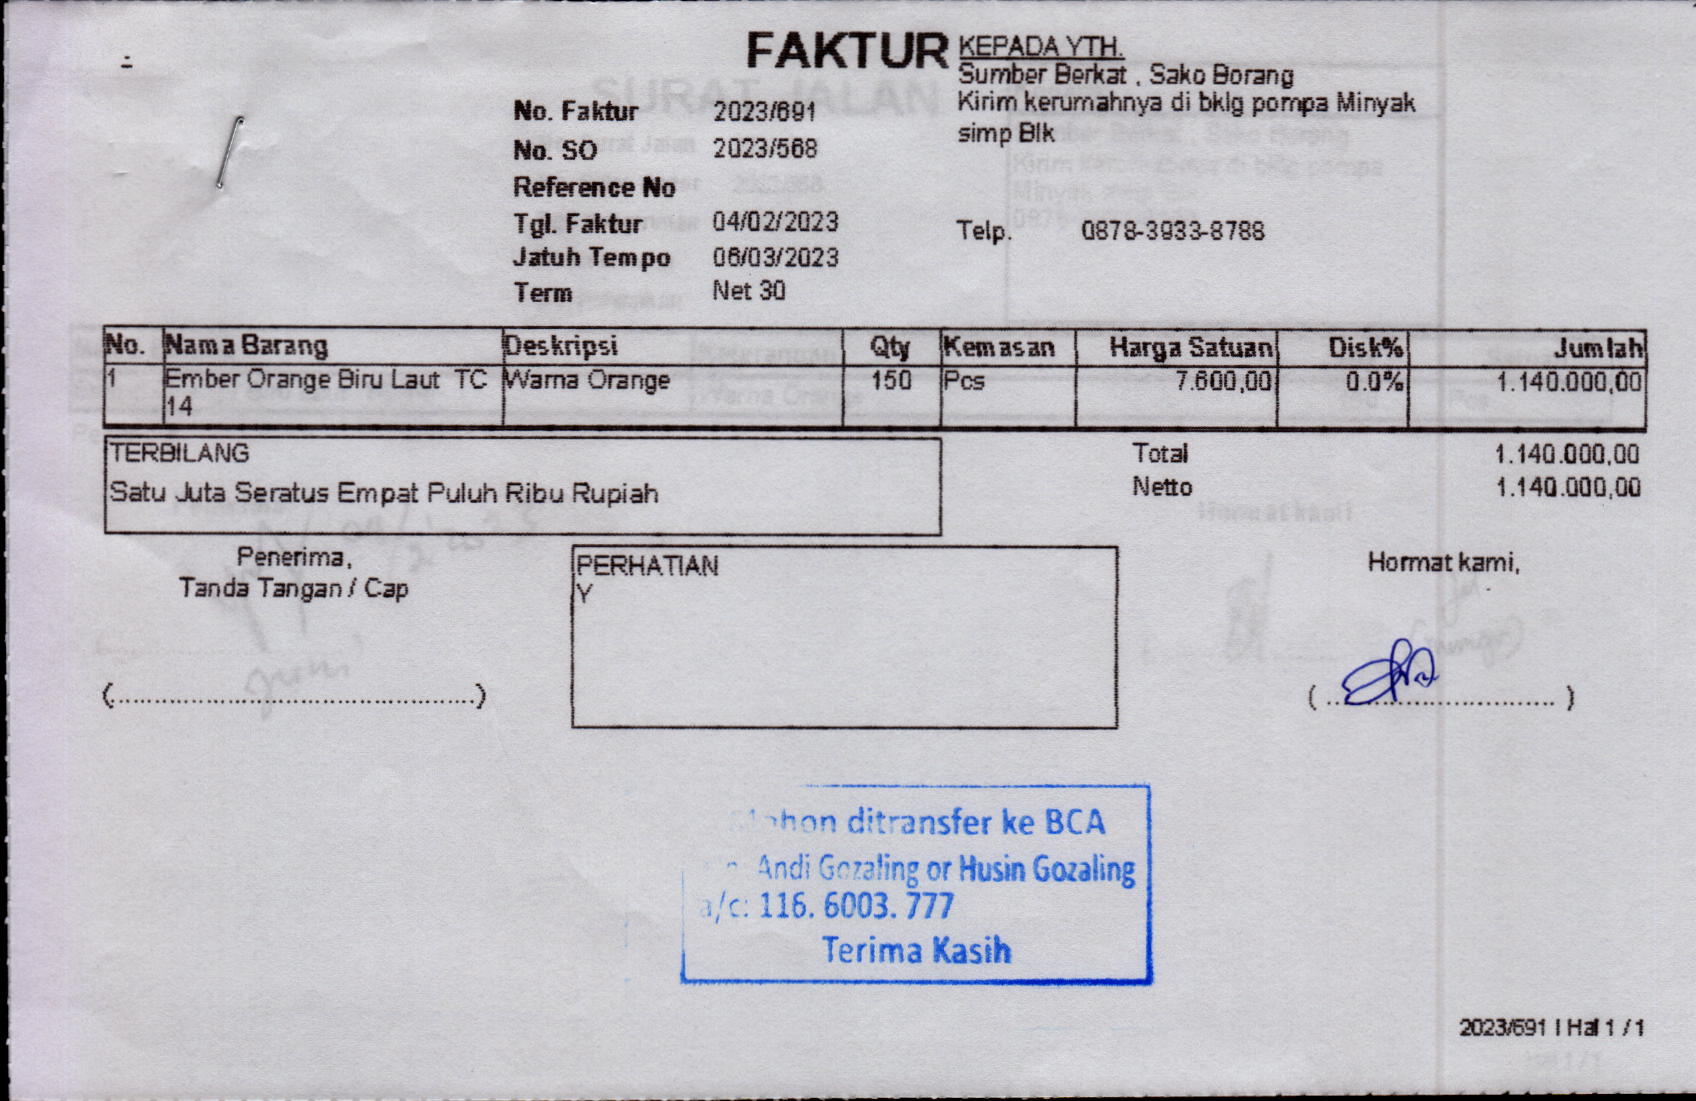 FAKTUR
KEPADA YTH.
Sumber Berkat , Sako Borang
Kirim kerumahnya di bklg pompa Minyak
simp Blk
No. Faktur 2023/691
No. SO 2023/568
Reference No
Tgl. Faktur 04/02/2023
Telp. 0878-3933-8788
Jatuh Tempo 06/03/2023
Term Net 30
No. Nama Barang Deskripsi Qty Kemasan Harga Satuan Disk% Jumlah
1 Ember Orange Biru Laut TC Warna Orange 150 Pcs 7.600,00 0.0% 1.140.000,00
14
TERBILANG
Satu Juta Seratus Empat Puluh Ribu Rupiah
Total 1.140.000,00
Netto 1.140.000,00
Penerima,
Tanda Tangan / Cap
(..............................................)
PERHATIAN
Y
Hormat kami,
( ............................. )
ditransfer ke BCA
Andi Gozaling or Husin Gozaling
a/c: 116. 6003. 777
Terima Kasih
2023/691 | Hal 1 / 1